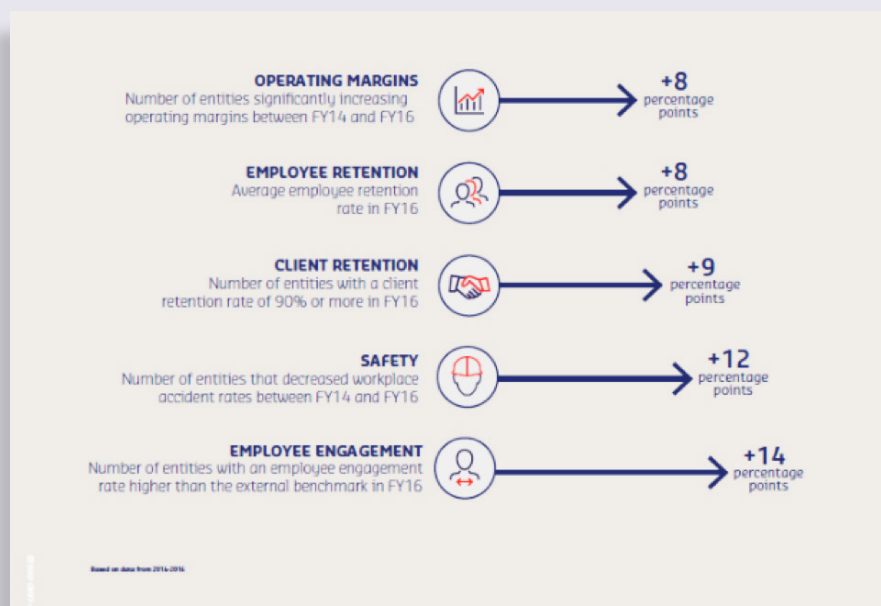 OPERATING MARGINS
Number of entities significantly increasing
operating margins between FY14 and FY16
+8
percentage
points
EMPLOYEE RETENTION
Average employee retention
rate in FY16
+8
percentage
points
CLIENT RETENTION
Number of entities with a client
retention rate of 90% or more in FY16
+9
percentage
points
SAFETY
Number of entities that decreased workplace
accident rates between FY14 and FY16
+12
percentage
points
EMPLOYEE ENGAGEMENT
Number of entities with an employee engagement
rate higher than the external benchmark in FY16
+14
percentage
points
Based on data from 2014-2016